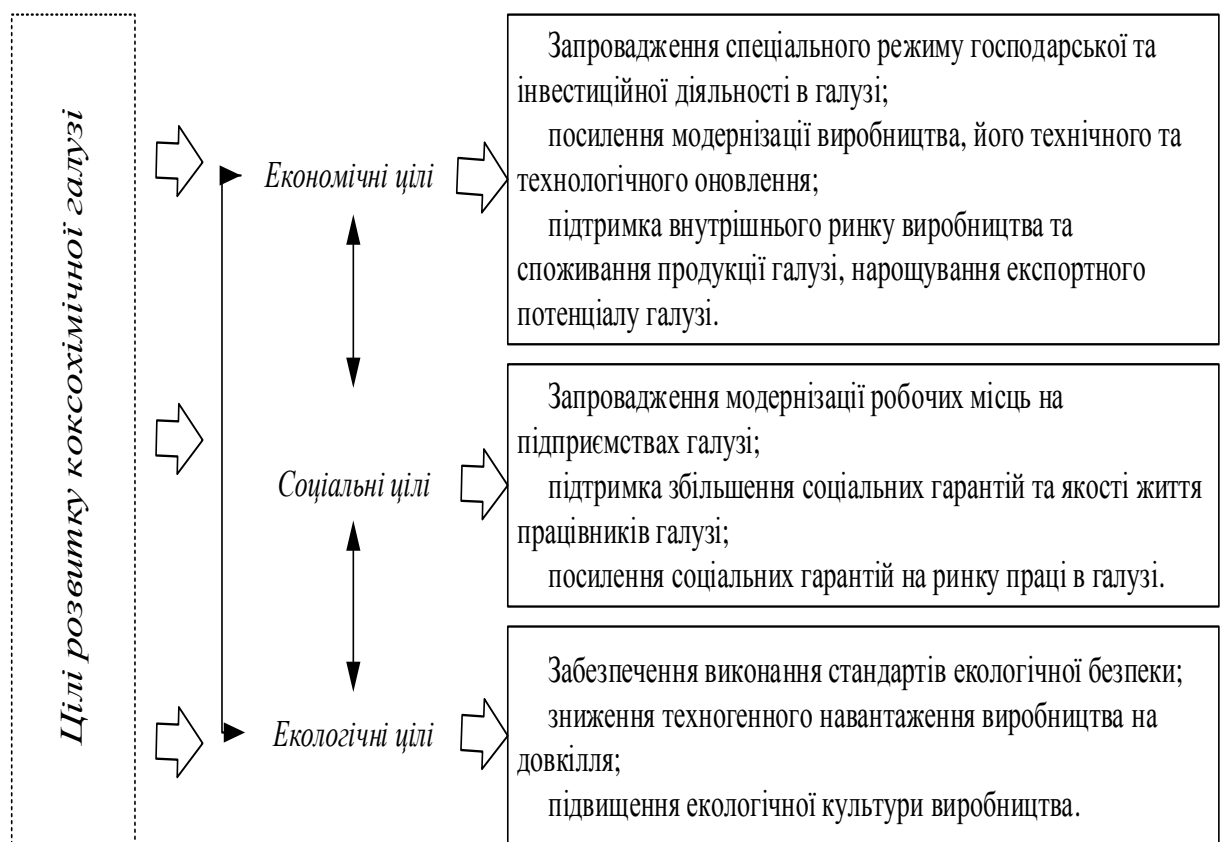 Цілі розвитку коксохімічної галузі
Економічні цілі
Запровадження спеціального режиму господарської та
інвестиційної діяльності в галузі;
посилення модернізації виробництва, його технічного та
технологічного оновлення;
підтримка внутрішнього ринку виробництва та
споживання продукції галузі, нарощування експортного
потенціалу галузі.
Соціальні цілі
Запровадження модернізації робочих місць на
підприємствах галузі;
підтримка збільшення соціальних гарантій та якості життя
працівників галузі;
посилення соціальних гарантій на ринку праці в галузі.
Екологічні цілі
Забезпечення виконання стандартів екологічної безпеки;
зниження техногенного навантаження виробництва на
довкілля;
підвищення екологічної культури виробництва.